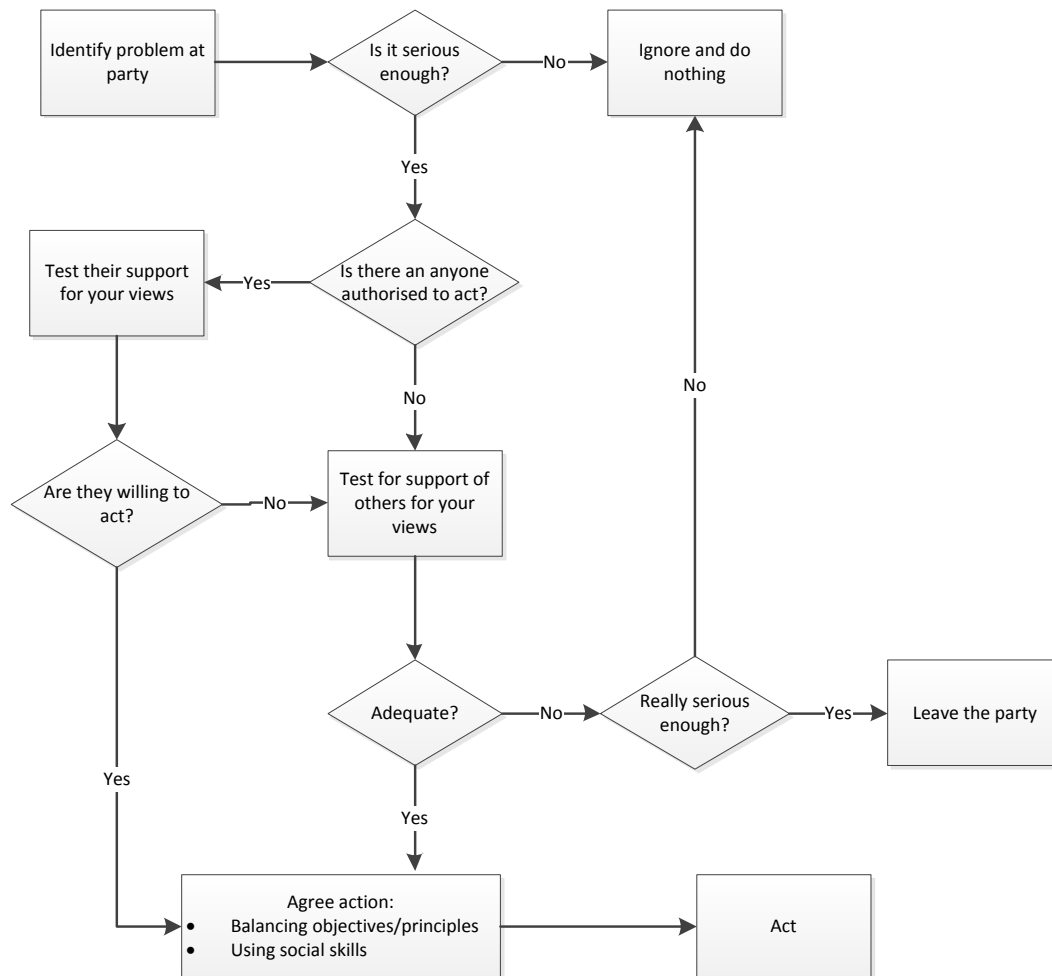 Identify problem at
party
Is it serious
enough?
No
Ignore and do
nothing
Yes
Test their support
for your views
Yes
Is there an anyone
authorised to act?
No
No
Are they willing to
act?
No
Test for support of
others for your
views
Adequate?
No
Really serious
enough?
Yes
Leave the party
Yes
Yes
Agree action:
• Balancing objectives/principles
• Using social skills
Act